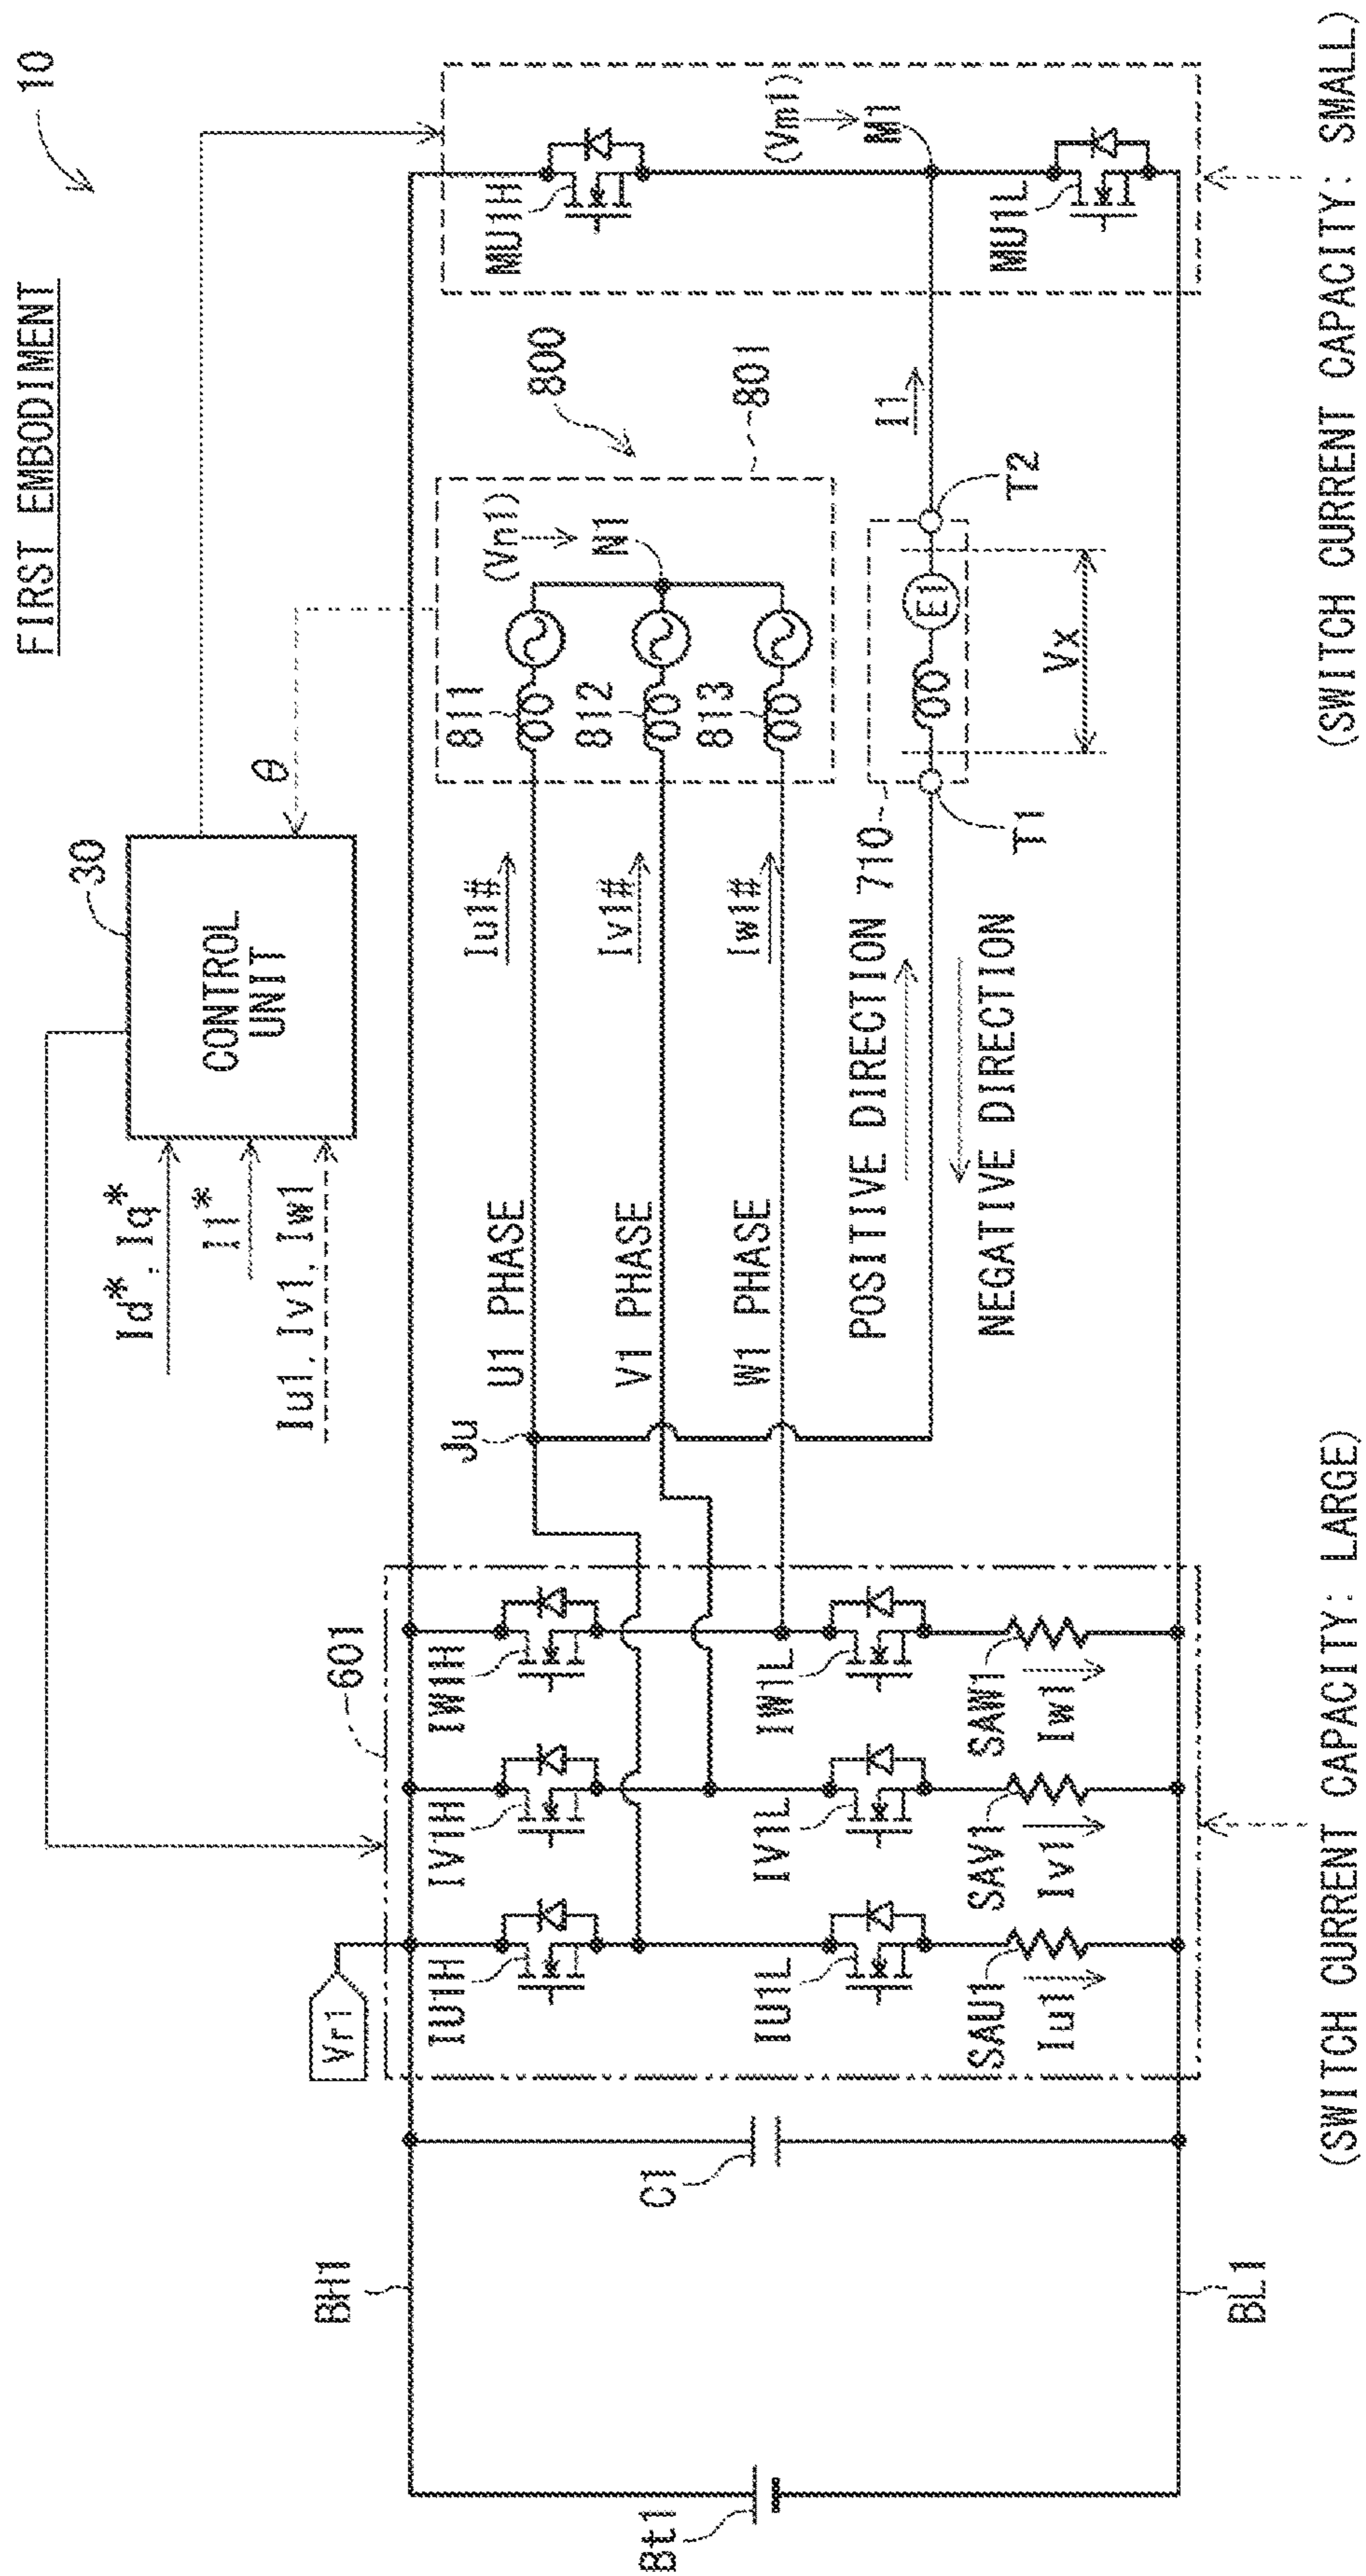 FIRST EMBODIMENT
10
30
CONTROL
UNIT
Id*, Iq*
I1*
Iu1, Iv1, Iw1
θ
601
Vr1
BH1
Bt1
C1
BL1
IU1H
IV1H
IW1H
IU1L
IV1L
IW1L
SAU1
SAV1
SAW1
Iu1
Iv1
Iw1
Ju
U1 PHASE
V1 PHASE
W1 PHASE
Iu1#
Iv1#
Iw1#
811
812
813
(Vn1)
N1
800
801
POSITIVE DIRECTION
710
NEGATIVE DIRECTION
T1
E1
T2
Vx
I1
MU1H
(Vm1)
M1
MU1L
(SWITCH CURRENT CAPACITY: LARGE)
(SWITCH CURRENT CAPACITY: SMALL)